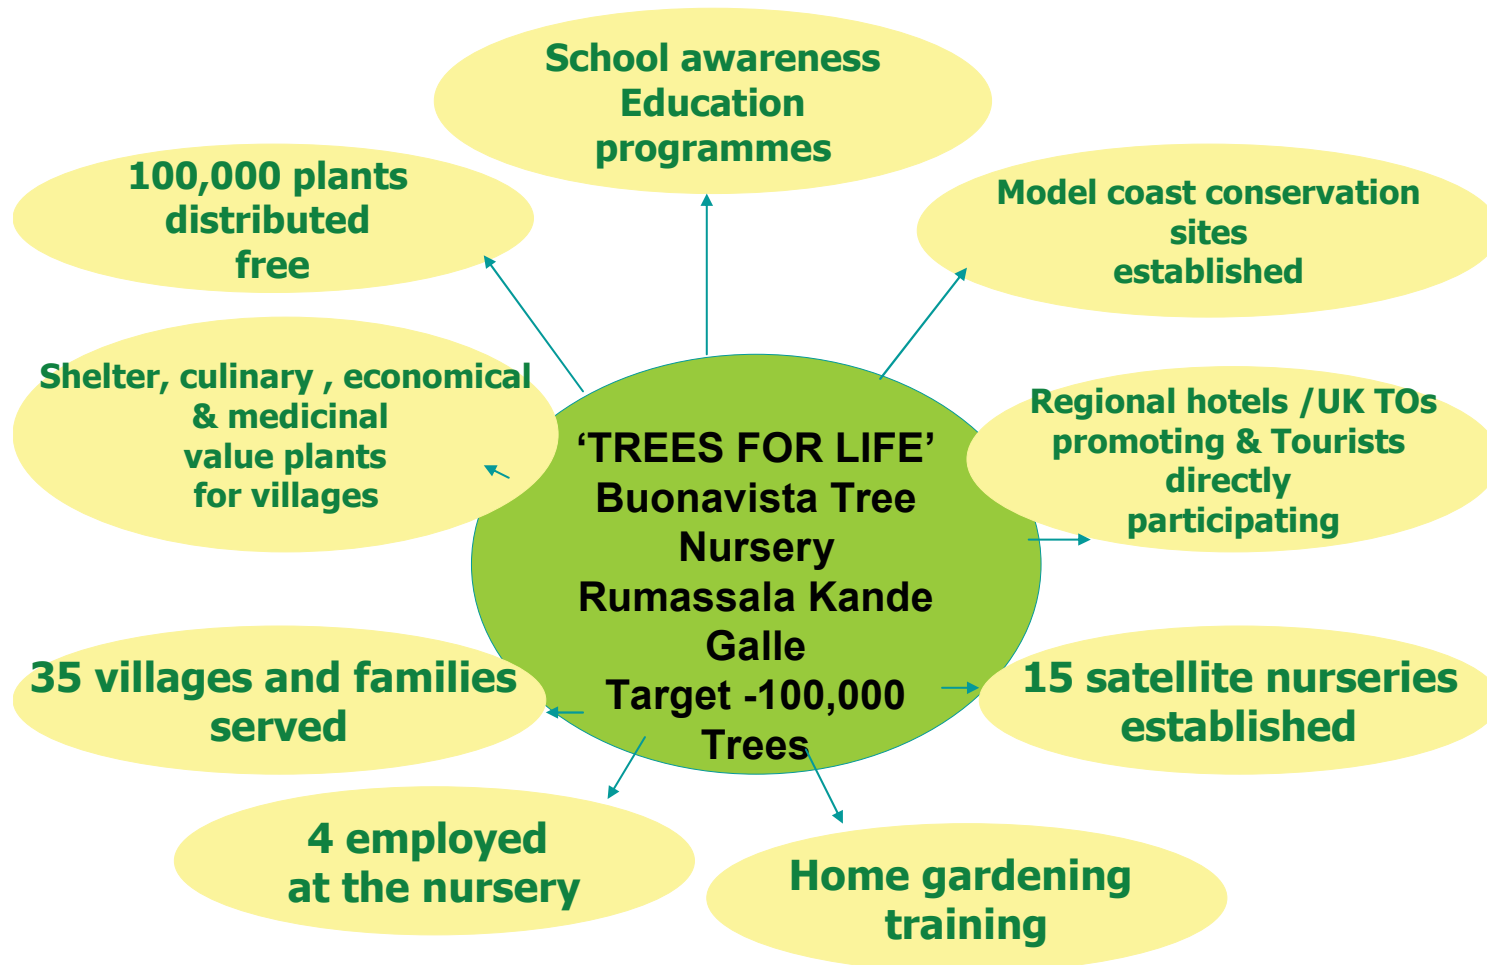 School awareness
Education
programmes
100,000 plants
distributed
free
Model coast conservation
sites
established
Shelter, culinary , economical
& medicinal
value plants
for villages
Regional hotels /UK TOs
promoting & Tourists
directly
participating
‘TREES FOR LIFE’
Buonavista Tree
Nursery
Rumassala Kande
Galle
Target -100,000
Trees
35 villages and families
served
15 satellite nurseries
established
4 employed
at the nursery
Home gardening
training